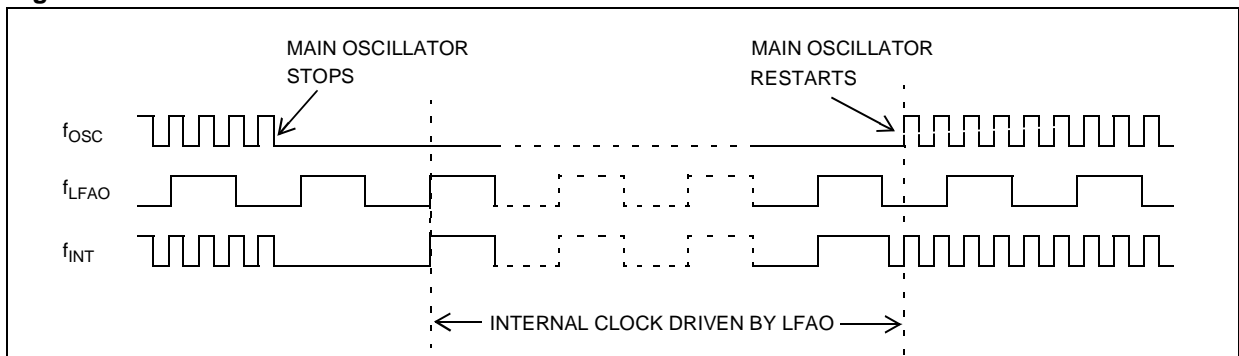 MAIN OSCILLATOR
STOPS
MAIN OSCILLATOR
RESTARTS
fOSC
fLFAO
fINT
INTERNAL CLOCK DRIVEN BY LFAO